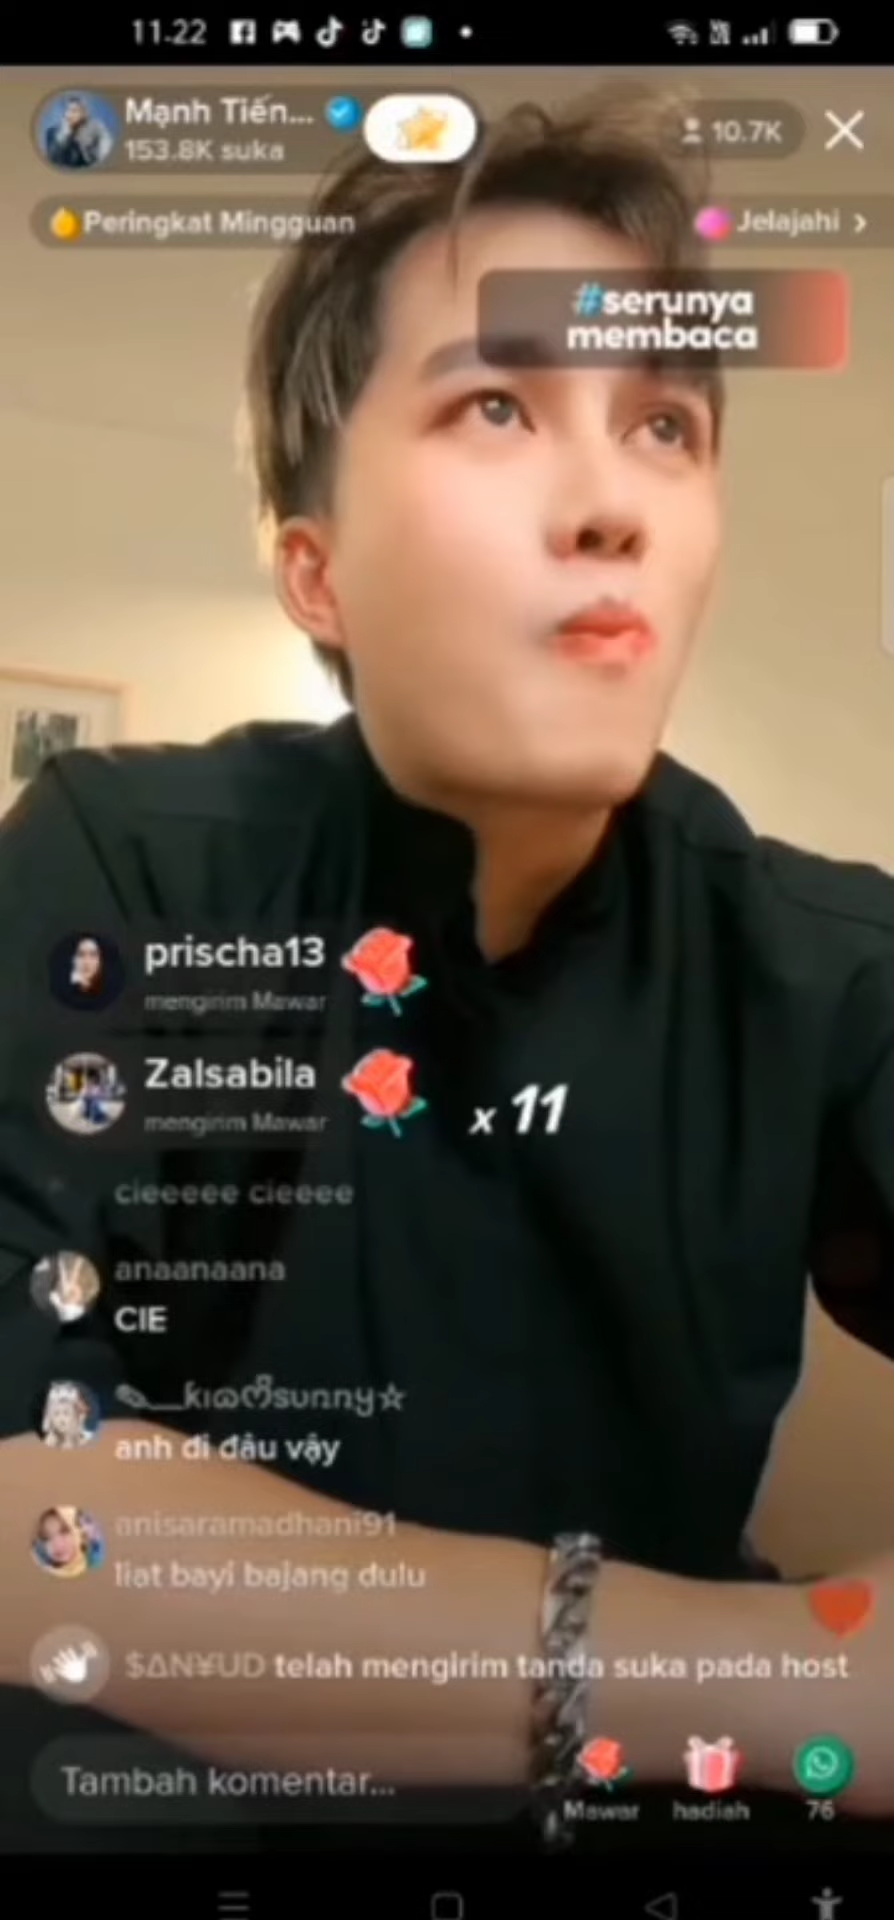 11.22
Mạnh Tiến...
153.8K suka
10.7K
Peringkat Mingguan
Jelajahi >
#serunya
membaca
prischa13
mengirim Mawar
Zalsabila
mengirim Mawar
x 11
cieeeee cieeee
anaanaana
CIE
sunny☆
anh đi đâu vậy
anisaramadhani91
liat bayi bajang dulu
$ΔN¥UD telah mengirim tanda suka pada host
Tambah komentar...
Mawar
hadiah
76